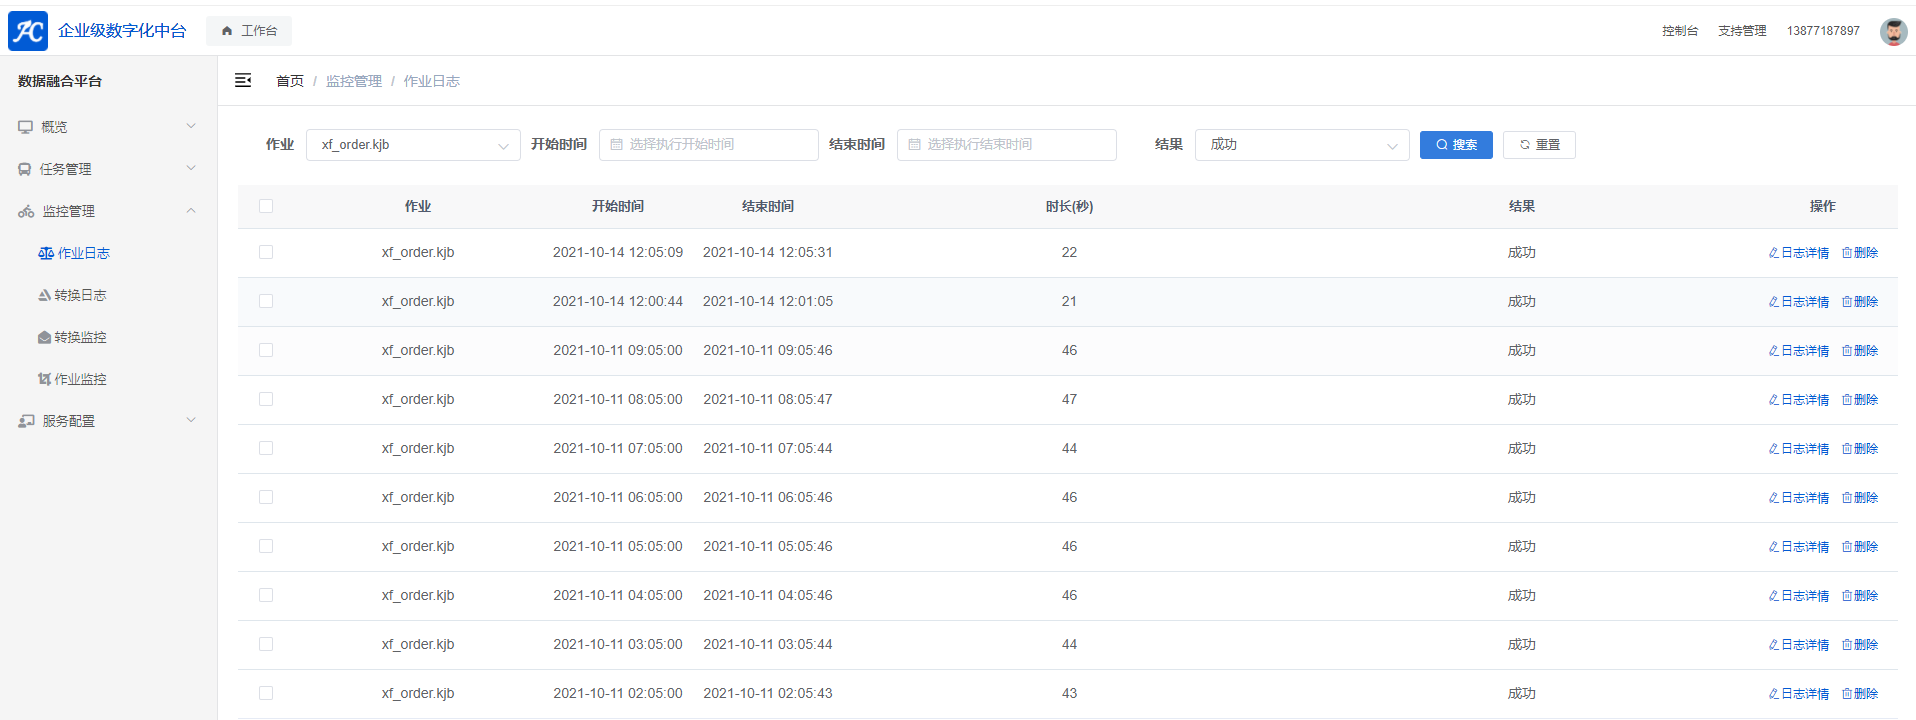 企业级数字化中台 工作台 控制台 支持管理 13877187897
数据融合平台
概览
任务管理
监控管理
作业日志
转换日志
转换监控
作业监控
服务配置
首页 / 监控管理 / 作业日志
作业 xf_order.kjb 开始时间 选择执行开始时间 结束时间 选择执行结束时间 结果 成功 搜索 重置
作业 开始时间 结束时间 时长(秒) 结果 操作
xf_order.kjb 2021-10-14 12:05:09 2021-10-14 12:05:31 22 成功 日志详情 删除
xf_order.kjb 2021-10-14 12:00:44 2021-10-14 12:01:05 21 成功 日志详情 删除
xf_order.kjb 2021-10-11 09:05:00 2021-10-11 09:05:46 46 成功 日志详情 删除
xf_order.kjb 2021-10-11 08:05:00 2021-10-11 08:05:47 47 成功 日志详情 删除
xf_order.kjb 2021-10-11 07:05:00 2021-10-11 07:05:44 44 成功 日志详情 删除
xf_order.kjb 2021-10-11 06:05:00 2021-10-11 06:05:46 46 成功 日志详情 删除
xf_order.kjb 2021-10-11 05:05:00 2021-10-11 05:05:46 46 成功 日志详情 删除
xf_order.kjb 2021-10-11 04:05:00 2021-10-11 04:05:46 46 成功 日志详情 删除
xf_order.kjb 2021-10-11 03:05:00 2021-10-11 03:05:44 44 成功 日志详情 删除
xf_order.kjb 2021-10-11 02:05:00 2021-10-11 02:05:43 43 成功 日志详情 删除